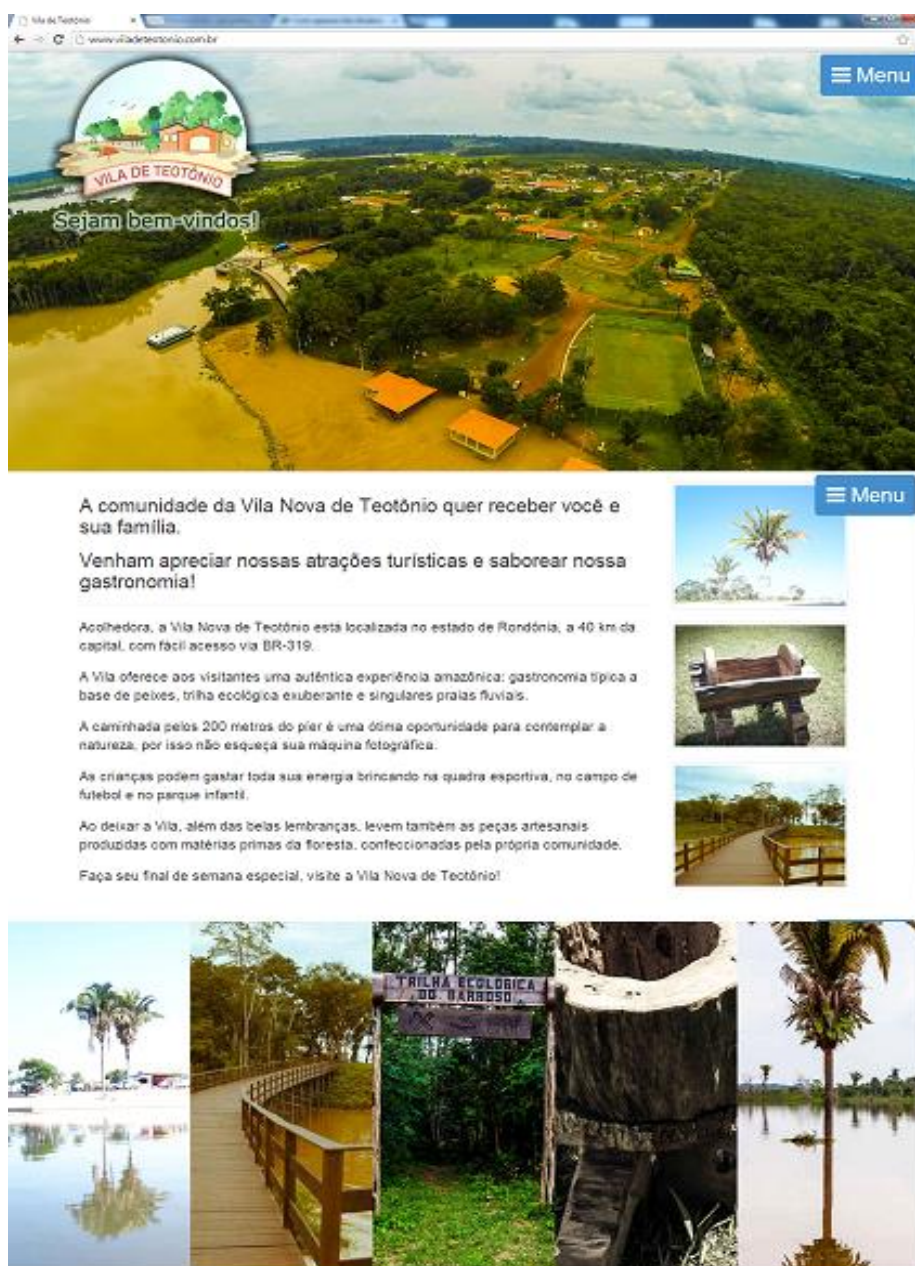 Vila de Teotônio
www.viladeteotonio.com.br
Menu
VILA DE TEOTÔNIO
Sejam bem-vindos!
Menu
A comunidade da Vila Nova de Teotônio quer receber você e
sua família.
Venham apreciar nossas atrações turísticas e saborear nossa
gastronomia!
Acolhedora, a Vila Nova de Teotônio está localizada no estado de Rondônia, a 40 km da
capital, com fácil acesso via BR-319.
A Vila oferece aos visitantes uma autêntica experiência amazônica: gastronomia típica a
base de peixes, trilha ecológica exuberante e singulares praias fluviais.
A caminhada pelos 200 metros do píer é uma ótima oportunidade para contemplar a
natureza, por isso não esqueça sua máquina fotográfica.
As crianças podem gastar toda sua energia brincando na quadra esportiva, no campo de
futebol e no parque infantil.
Ao deixar a Vila, além das belas lembranças, levem também as peças artesanais
produzidas com matérias primas da floresta, confeccionadas pela própria comunidade.
Faça seu final de semana especial, visite a Vila Nova de Teotônio!
TRILHA ECOLÓGICA
DO BARBOSO